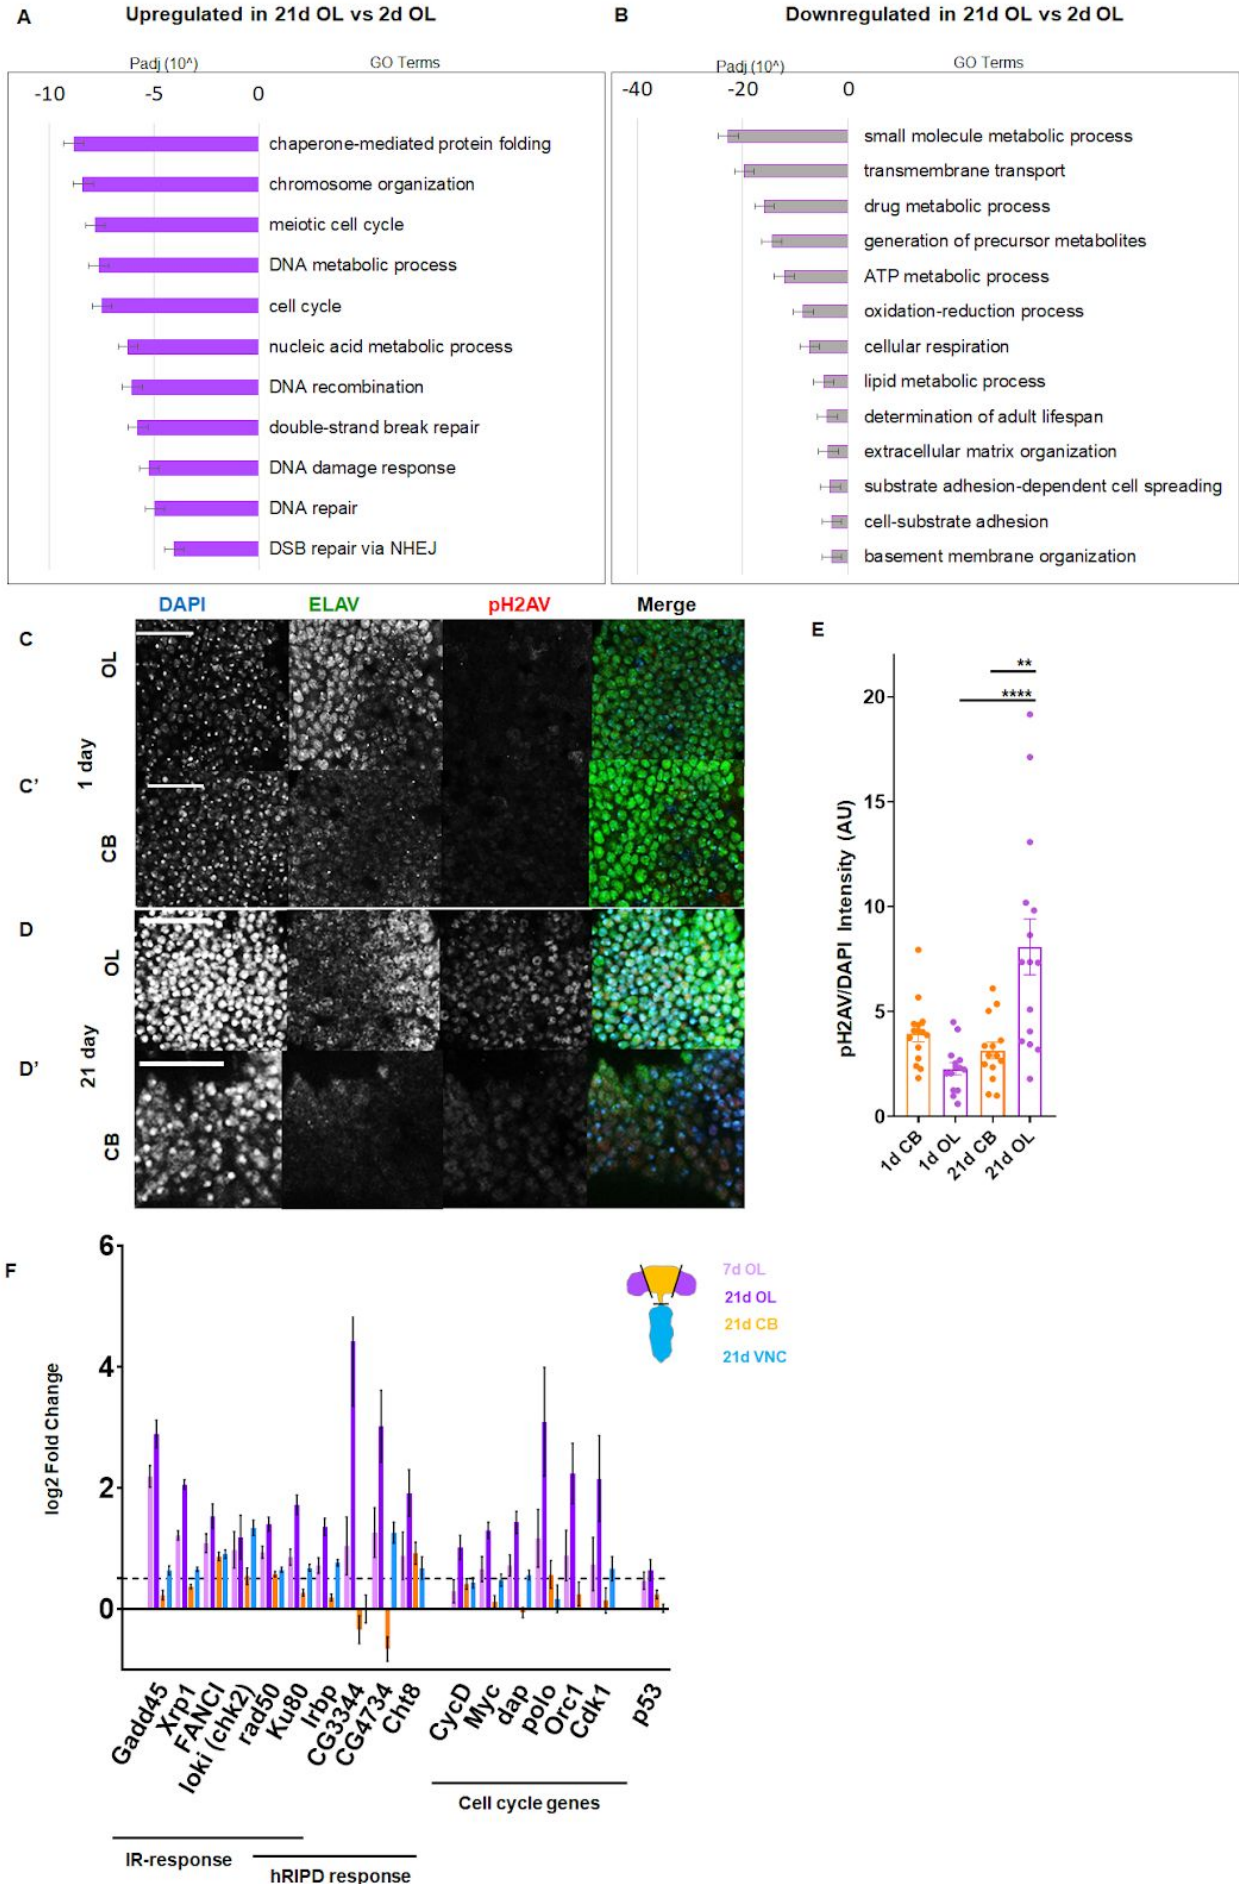 A
Upregulated in 21d OL vs 2d OL
Padj (10^)
GO Terms
-10 -5 0
chaperone-mediated protein folding
chromosome organization
meiotic cell cycle
DNA metabolic process
cell cycle
nucleic acid metabolic process
DNA recombination
double-strand break repair
DNA damage response
DNA repair
DSB repair via NHEJ
B
Downregulated in 21d OL vs 2d OL
Padj (10^)
GO Terms
-40 -20 0
small molecule metabolic process
transmembrane transport
drug metabolic process
generation of precursor metabolites
ATP metabolic process
oxidation-reduction process
cellular respiration
lipid metabolic process
determination of adult lifespan
extracellular matrix organization
substrate adhesion-dependent cell spreading
cell-substrate adhesion
basement membrane organization
DAPI ELAV pH2AV Merge
C
OL
1 day
C'
CB
D
OL
21 day
D'
CB
E
pH2AV/DAPI Intensity (AU)
20
15
10
5
0
**
****
1d CB
1d OL
21d CB
21d OL
F
log2 Fold Change
6
4
2
0
7d OL
21d OL
21d CB
21d VNC
Gadd45
Xrp1
FANCI
loki (chk2)
rad50
Ku80
Irbp
CG3344
CG4734
Cht8
CycD
Myc
dap
polo
Orc1
Cdk1
p53
Cell cycle genes
IR-response
hRIPD response